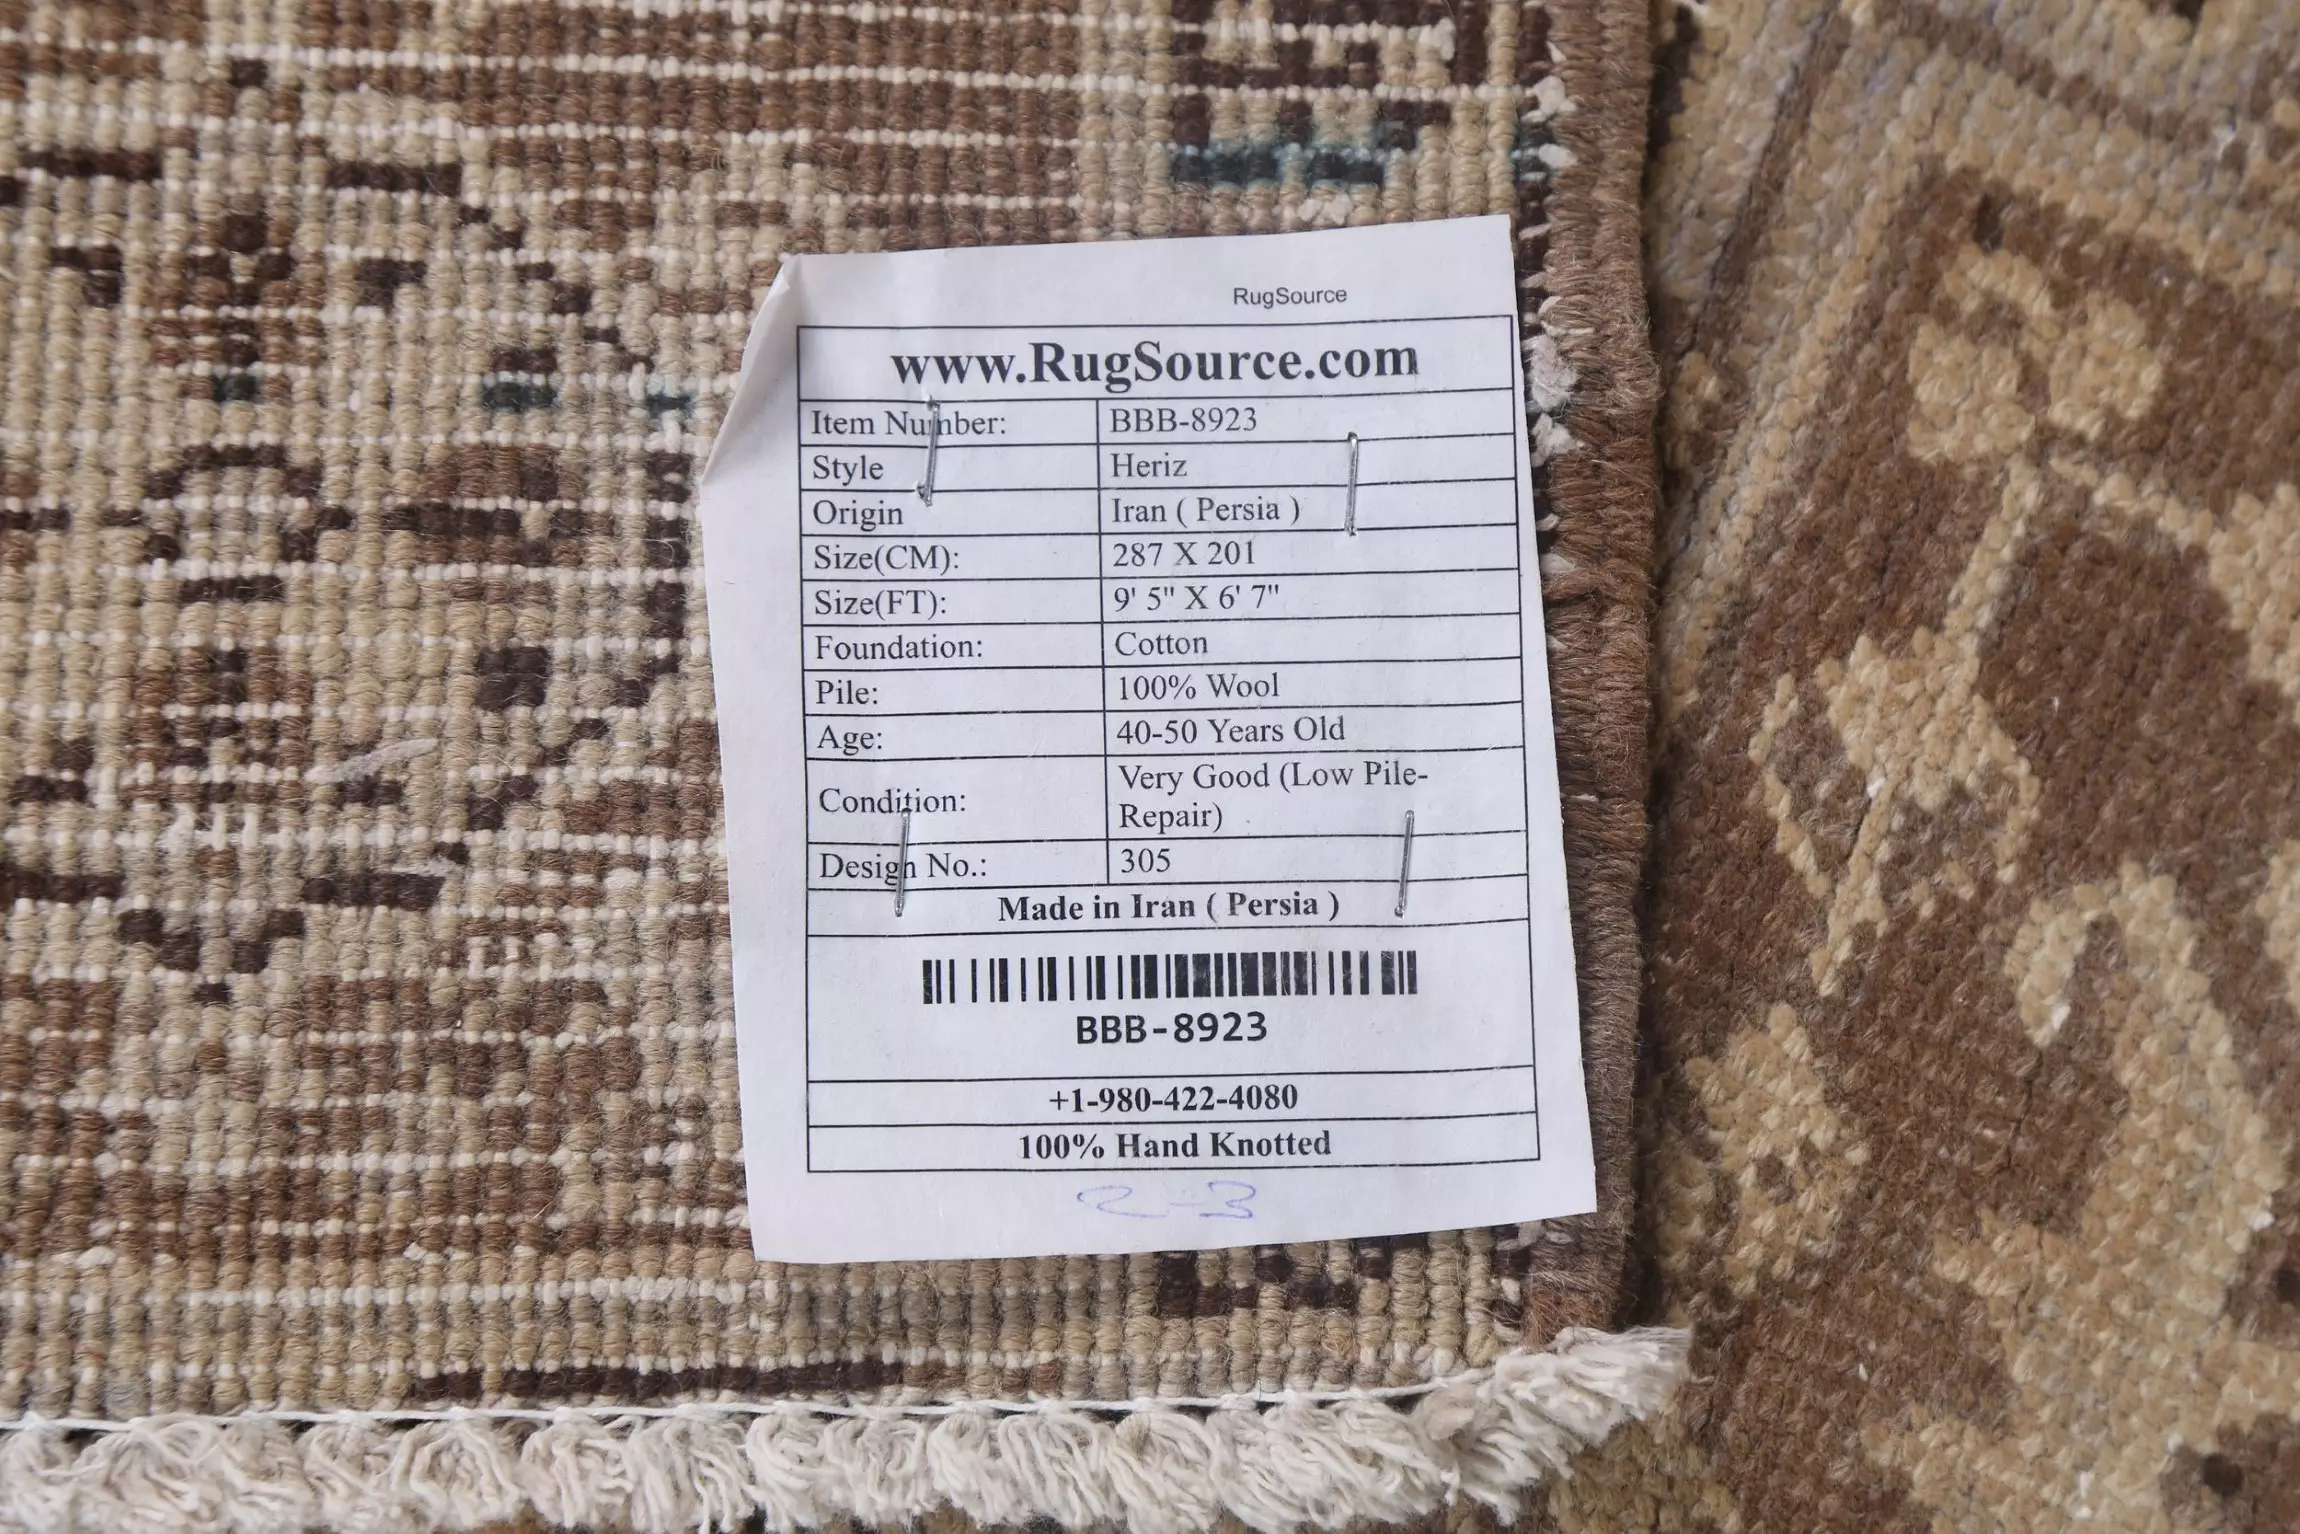 RugSource
www.RugSource.com
Item Number: BBB-8923
Style Heriz
Origin Iran ( Persia )
Size(CM): 287 X 201
Size(FT): 9' 5" X 6' 7"
Foundation: Cotton
Pile: 100% Wool
Age: 40-50 Years Old
Condition: Very Good (Low Pile-
Repair)
Design No.: 305
Made in Iran ( Persia )
BBB-8923
+1-980-422-4080
100% Hand Knotted
2-3